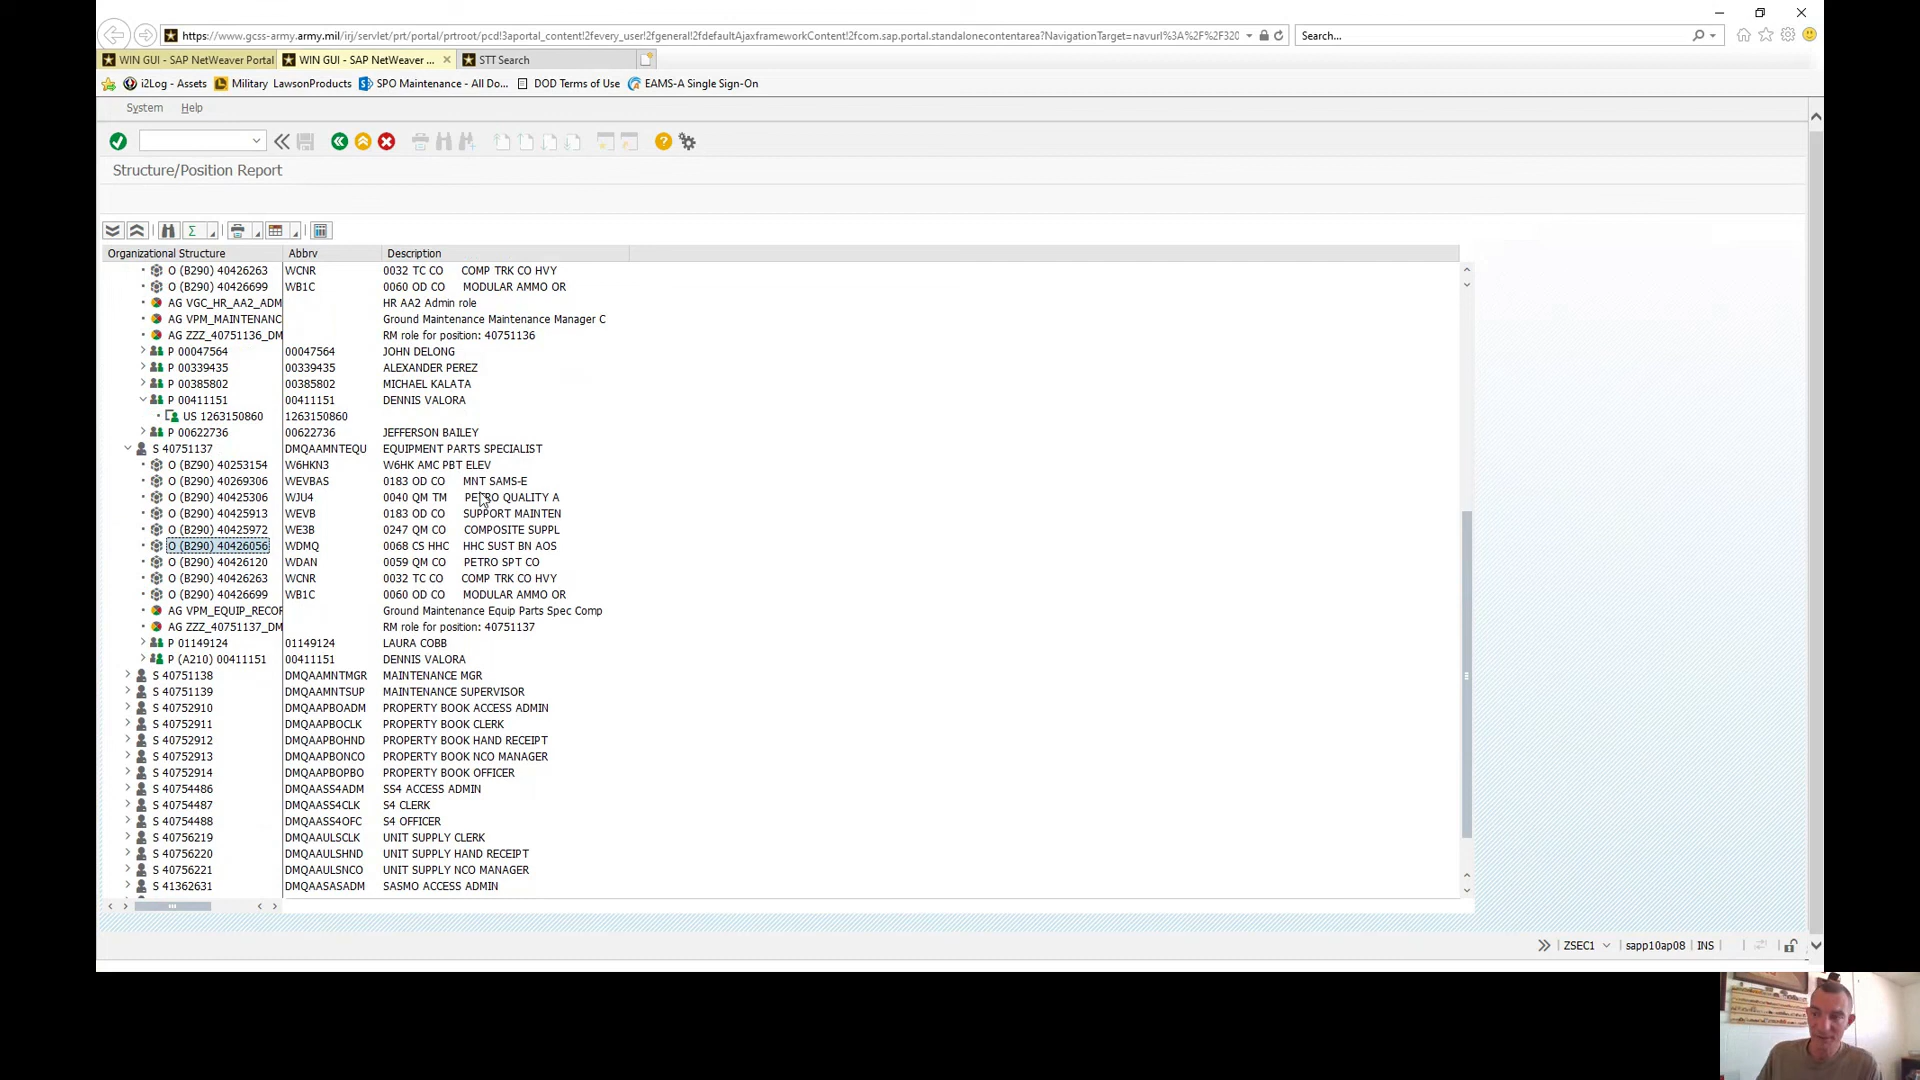 https://www.gcss-army.army.mil/irj/servlet/prt/portal/prtroot/pcd!3aportal_content!2fevery_user!2fgeneral!2fdefaultAjaxframeworkContent!2fcom.sap.portal.standalonecontentarea?NavigationTarget=navurl%3A%2F%2F320 Search...
WIN GUI - SAP NetWeaver Portal WIN GUI - SAP NetWeaver ... STT Search
i2Log - Assets Military LawsonProducts SPO Maintenance - All Do... DOD Terms of Use EAMS-A Single Sign-On
System Help
Structure/Position Report
Organizational Structure Abbrv Description
O (B290) 40426263 WCNR 0032 TC CO COMP TRK CO HVY
O (B290) 40426699 WB1C 0060 OD CO MODULAR AMMO OR
AG VGC_HR_AA2_ADM HR AA2 Admin role
AG VPM_MAINTENANC Ground Maintenance Maintenance Manager C
AG ZZZ_40751136_DM RM role for position: 40751136
P 00047564 00047564 JOHN DELONG
P 00339435 00339435 ALEXANDER PEREZ
P 00385802 00385802 MICHAEL KALATA
P 00411151 00411151 DENNIS VALORA
US 1263150860 1263150860
P 00622736 00622736 JEFFERSON BAILEY
S 40751137 DMQAAMNTEQU EQUIPMENT PARTS SPECIALIST
O (BZ90) 40253154 W6HKN3 W6HK AMC PBT ELEV
O (B290) 40269306 WEVBAS 0183 OD CO MNT SAMS-E
O (B290) 40425306 WJU4 0040 QM TM PETRO QUALITY A
O (B290) 40425913 WEVB 0183 OD CO SUPPORT MAINTEN
O (B290) 40425972 WE3B 0247 QM CO COMPOSITE SUPPL
O (B290) 40426056 WDMQ 0068 CS HHC HHC SUST BN AOS
O (B290) 40426120 WDAN 0059 QM CO PETRO SPT CO
O (B290) 40426263 WCNR 0032 TC CO COMP TRK CO HVY
O (B290) 40426699 WB1C 0060 OD CO MODULAR AMMO OR
AG VPM_EQUIP_RECOR Ground Maintenance Equip Parts Spec Comp
AG ZZZ_40751137_DM RM role for position: 40751137
P 01149124 01149124 LAURA COBB
P (A210) 00411151 00411151 DENNIS VALORA
S 40751138 DMQAAMNTMGR MAINTENANCE MGR
S 40751139 DMQAAMNTSUP MAINTENANCE SUPERVISOR
S 40752910 DMQAAPBOADM PROPERTY BOOK ACCESS ADMIN
S 40752911 DMQAAPBOCLK PROPERTY BOOK CLERK
S 40752912 DMQAAPBOHND PROPERTY BOOK HAND RECEIPT
S 40752913 DMQAAPBONCO PROPERTY BOOK NCO MANAGER
S 40752914 DMQAAPBOPBO PROPERTY BOOK OFFICER
S 40754486 DMQAASS4ADM SS4 ACCESS ADMIN
S 40754487 DMQAASS4CLK S4 CLERK
S 40754488 DMQAASS4OFC S4 OFFICER
S 40756219 DMQAAULSCLK UNIT SUPPLY CLERK
S 40756220 DMQAAULSHND UNIT SUPPLY HAND RECEIPT
S 40756221 DMQAAULSNCO UNIT SUPPLY NCO MANAGER
S 41362631 DMQAASASADM SASMO ACCESS ADMIN
ZSEC1 sapp10ap08 INS